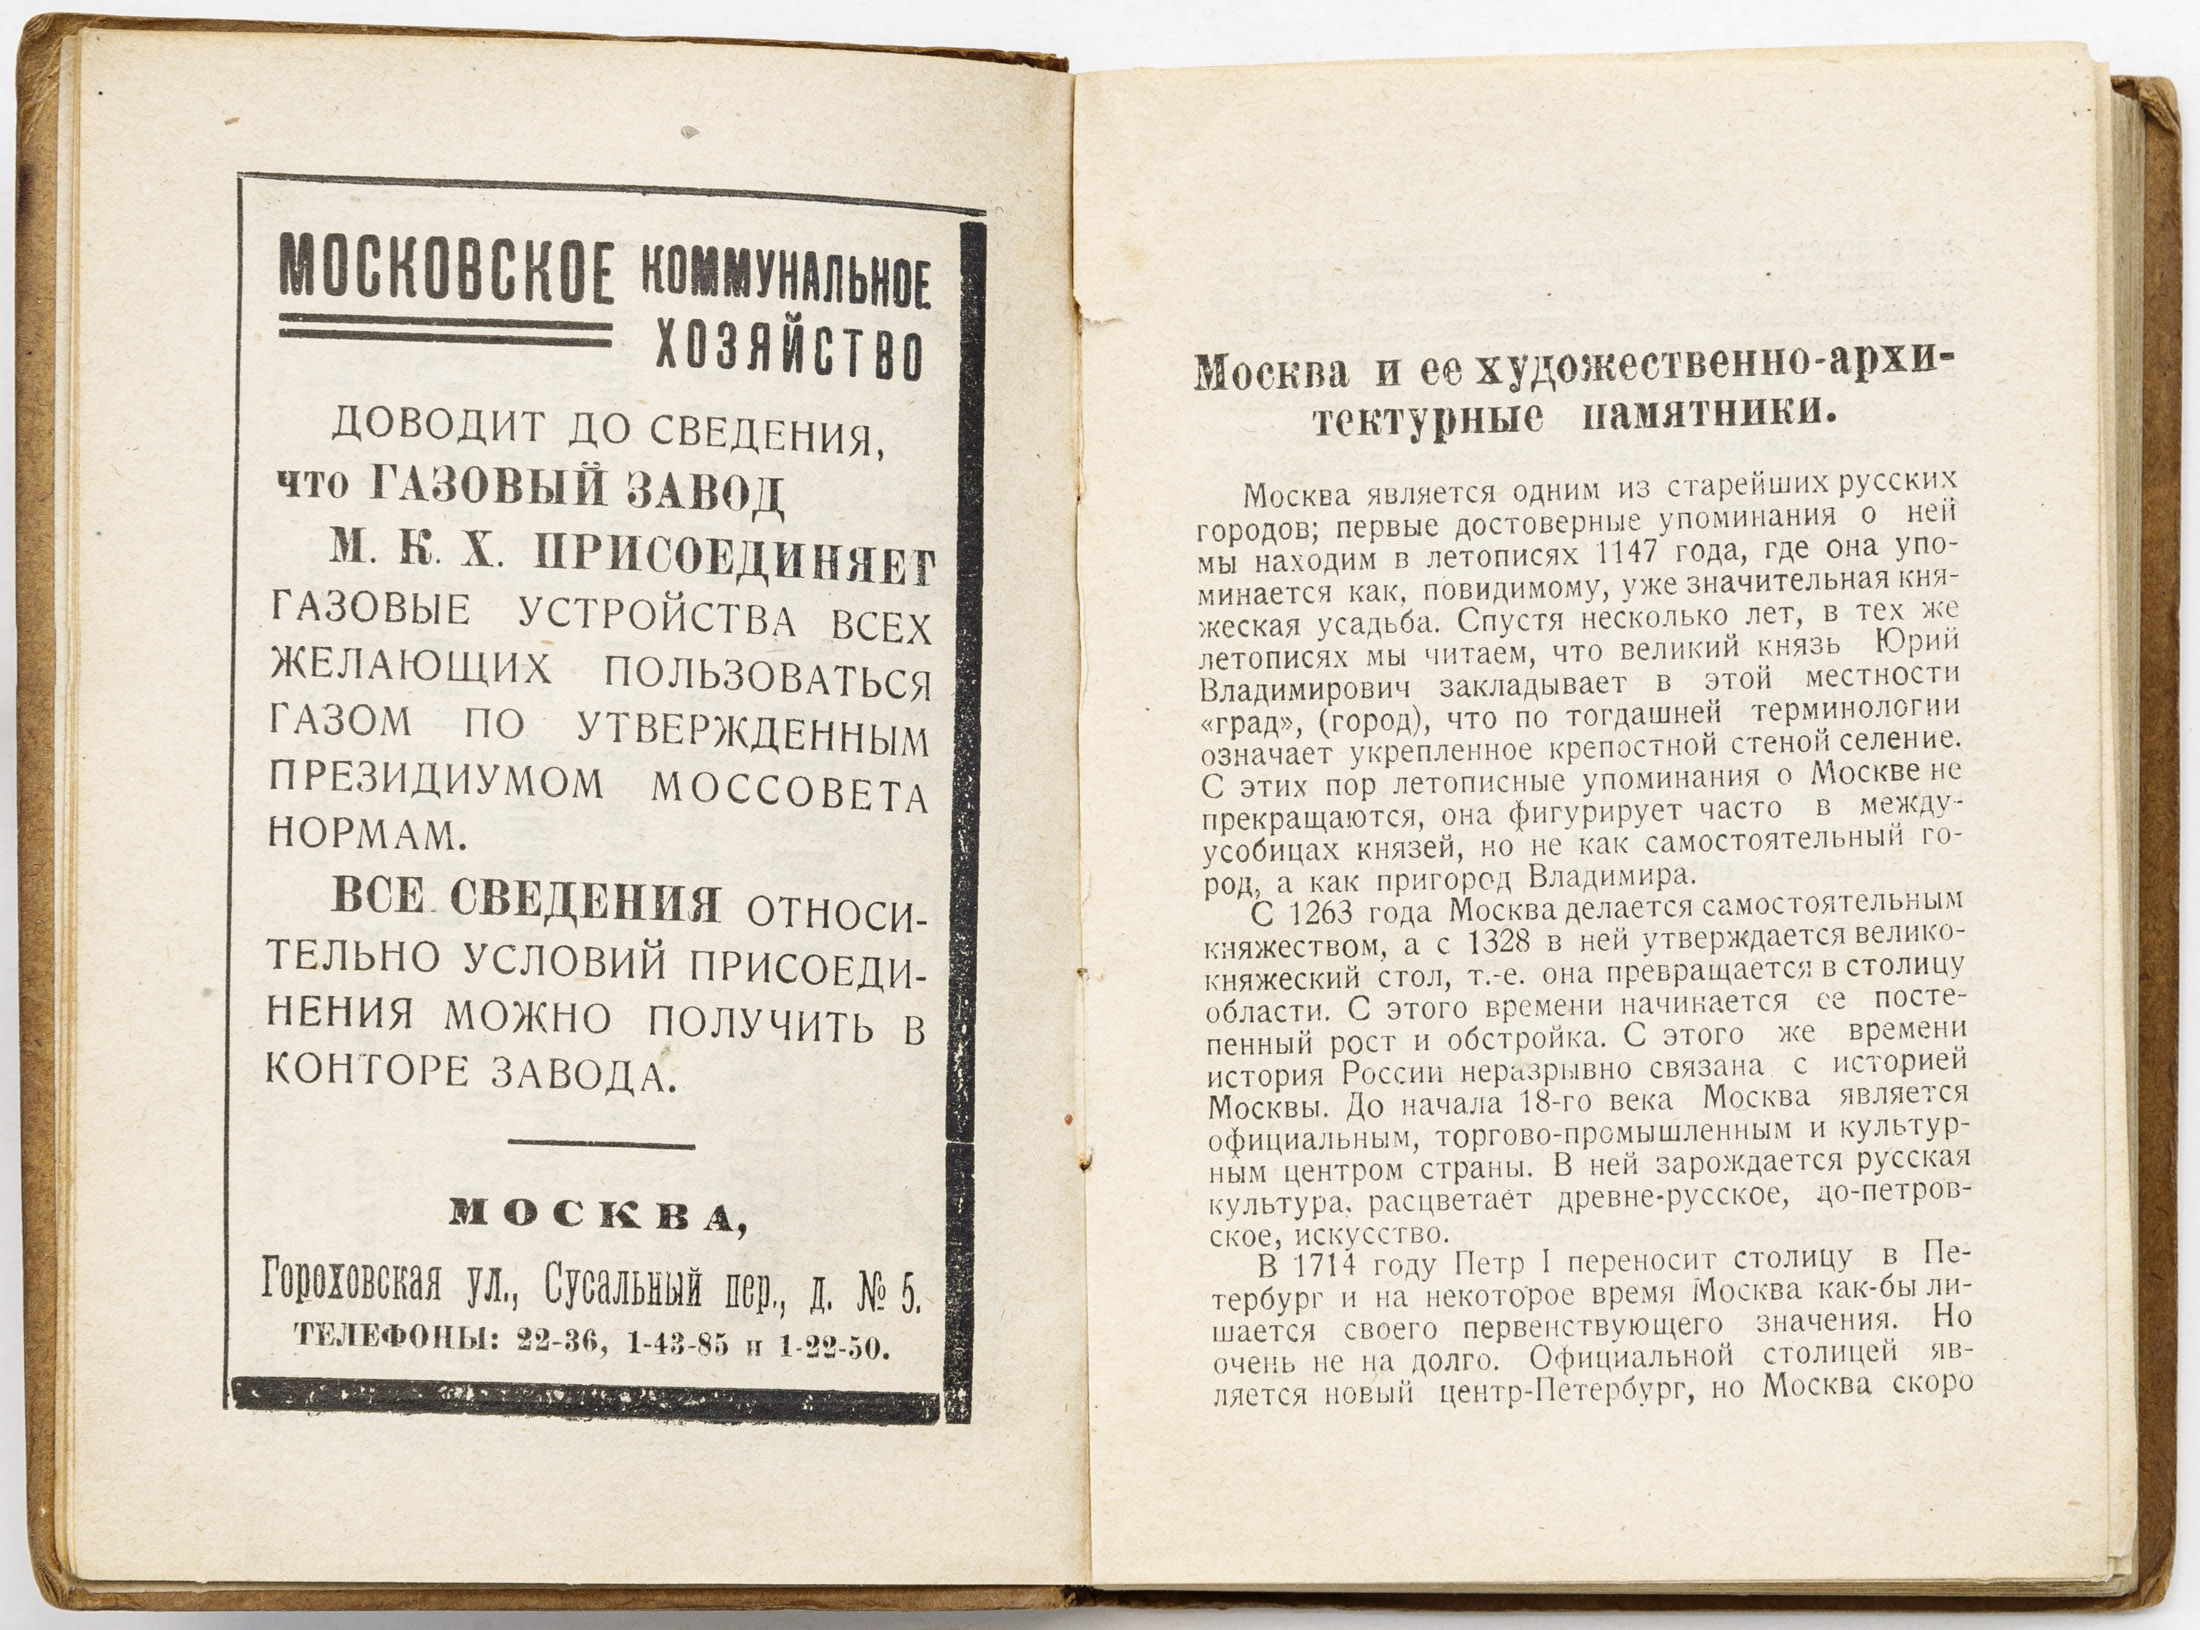 МОСКОВСКОЕ КОММУНАЛЬНОЕ
ХОЗЯЙСТВО
ДОВОДИТ ДО СВЕДЕНИЯ,
что ГАЗОВЫЙ ЗАВОД
М. К. Х. ПРИСОЕДИНЯЕТ
ГАЗОВЫЕ УСТРОЙСТВА ВСЕХ
ЖЕЛАЮЩИХ ПОЛЬЗОВАТЬСЯ
ГАЗОМ ПО УТВЕРЖДЕННЫМ
ПРЕЗИДИУМОМ МОССОВЕТА
НОРМАМ.
ВСЕ СВЕДЕНИЯ ОТНОСИ-
ТЕЛЬНО УСЛОВИЙ ПРИСОЕДИ-
НЕНИЯ МОЖНО ПОЛУЧИТЬ В
КОНТОРЕ ЗАВОДА.
МОСКВА,
Гороховская ул., Сусальный пер., д. № 5.
ТЕЛЕФОНЫ: 22-36, 1-43-85 и 1-22-50.
Москва и ее художественно-архи-
тектурные памятники.
Москва является одним из старейших русских
городов; первые достоверные упоминания о ней
мы находим в летописях 1147 года, где она упо-
минается как, повидимому, уже значительная кня-
жеская усадьба. Спустя несколько лет, в тех же
летописях мы читаем, что великий князь Юрий
Владимирович закладывает в этой местности
«град», (город), что по тогдашней терминологии
означает укрепленное крепостной стеной селение.
С этих пор летописные упоминания о Москве не
прекращаются, она фигурирует часто в между-
усобицах князей, но не как самостоятельный го-
род, а как пригород Владимира.
С 1263 года Москва делается самостоятельным
княжеством, а с 1328 в ней утверждается велико-
княжеский стол, т.-е. она превращается в столицу
области. С этого времени начинается ее посте-
пенный рост и обстройка. С этого же времени
история России неразрывно связана с историей
Москвы. До начала 18-го века Москва является
официальным, торгово-промышленным и культур-
ным центром страны. В ней зарождается русская
культура, расцветает древне-русское, до-петров-
ское, искусство.
В 1714 году Петр I переносит столицу в Пе-
тербург и на некоторое время Москва как-бы ли-
шается своего первенствующего значения. Но
очень не на долго. Официальной столицей яв-
ляется новый центр-Петербург, но Москва скоро